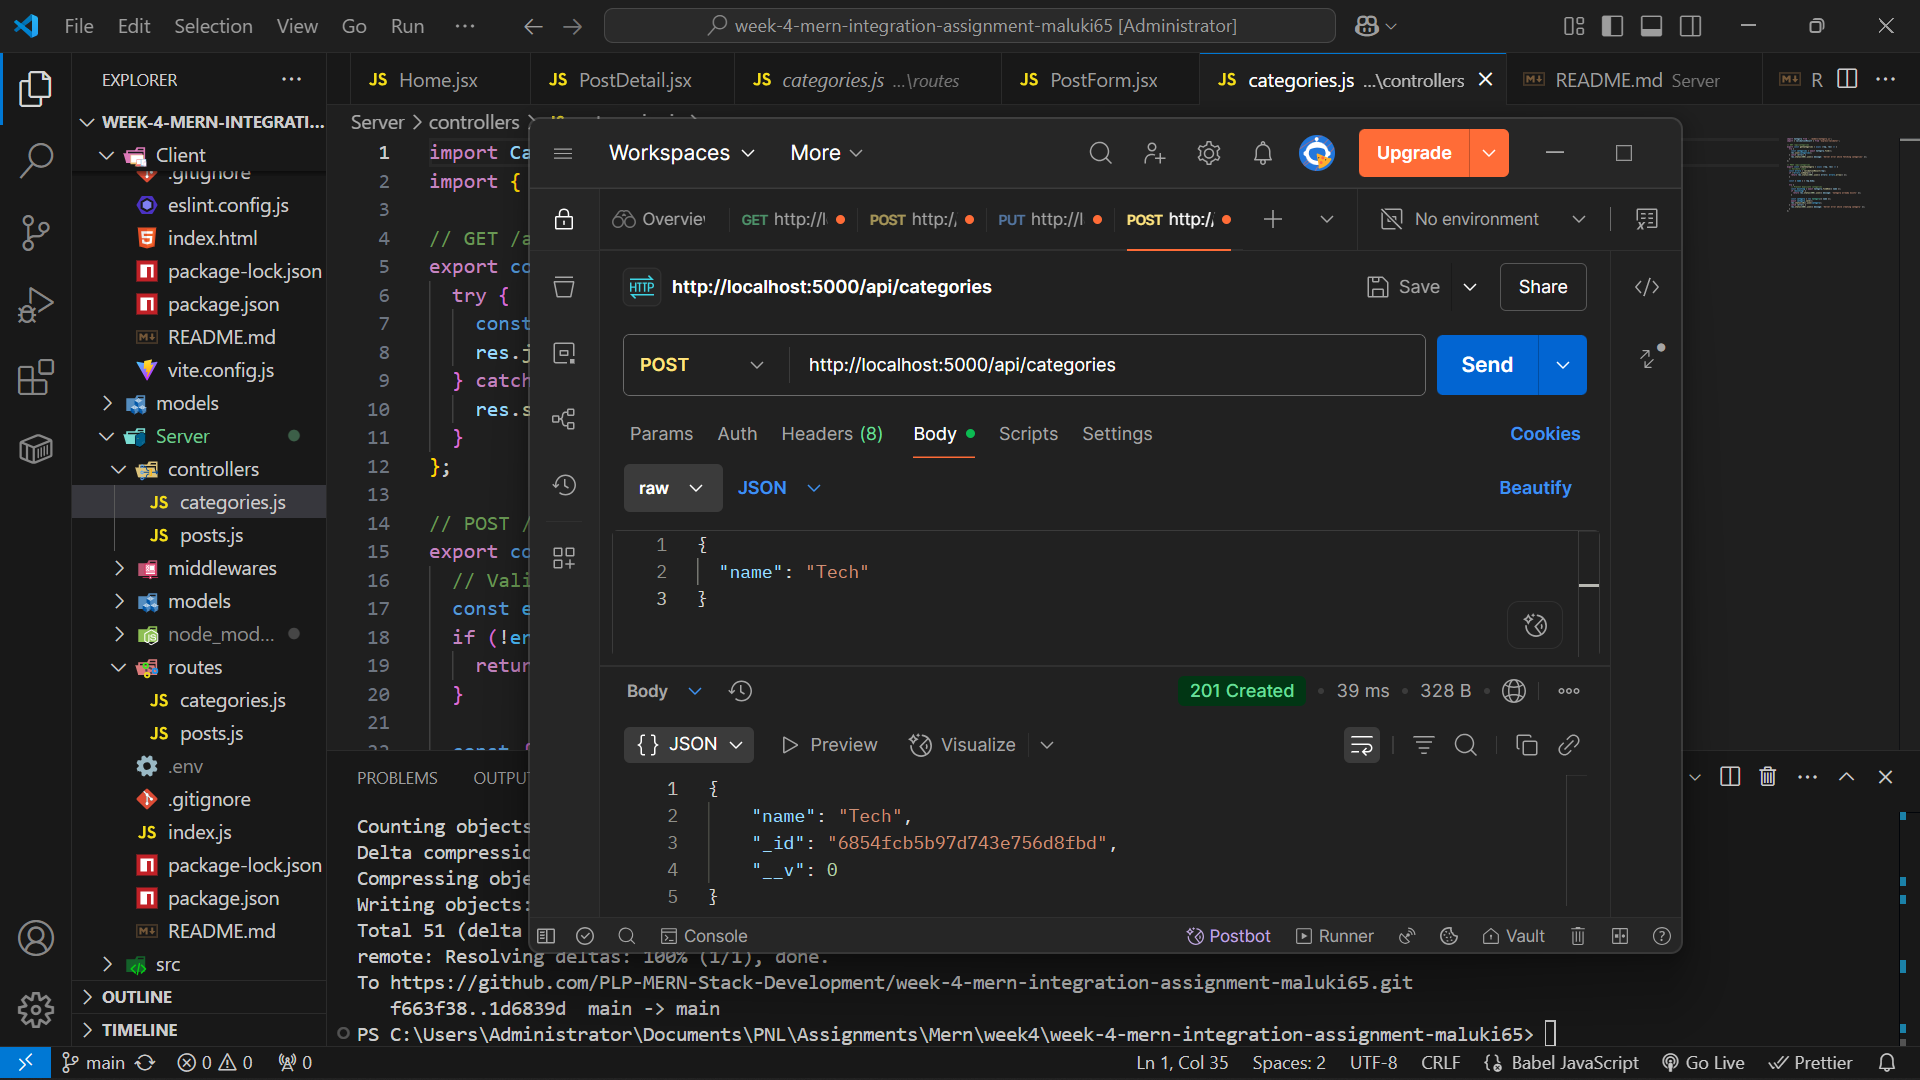 File Edit Selection View Go Run
week-4-mern-integration-assignment-maluki65 [Administrator]
EXPLORER
WEEK-4-MERN-INTEGRATI...
Client
.gitignore
eslint.config.js
index.html
package-lock.json
package.json
README.md
vite.config.js
models
Server
controllers
categories.js
posts.js
middlewares
models
node_mod...
routes
categories.js
posts.js
.env
.gitignore
index.js
package-lock.json
package.json
README.md
src
OUTLINE
TIMELINE
JS Home.jsx JS PostDetail.jsx JS categories.js ...\routes JS PostForm.jsx JS categories.js ...\controllers README.md Server R
Server > controllers >
1 import Ca
2 import {
3
4 // GET /a
5 export co
6 try {
7 const
8 res.j
9 } catch
10 res.s
11 }
12 };
13
14 // POST /
15 export co
16 // Vali
17 const e
18 if (!er
19 retur
20 }
21
Workspaces More Upgrade
Overvie GET http://l POST http:/ PUT http://l POST http:/ No environment
HTTP http://localhost:5000/api/categories Save Share
POST http://localhost:5000/api/categories Send
Params Auth Headers (8) Body Scripts Settings Cookies
raw JSON Beautify
1 {
2 "name": "Tech"
3 }
Body 201 Created 39 ms 328 B
{} JSON Preview Visualize
1 {
2 "name": "Tech",
3 "_id": "6854fcb5b97d743e756d8fbd",
4 "__v": 0
5 }
Console Postbot Runner Vault
PROBLEMS OUTPU
Counting objects
Delta compressio
Compressing obje
Writing objects:
Total 51 (delta
remote: Resolving deltas: 100% (1/1), done.
To https://github.com/PLP-MERN-Stack-Development/week-4-mern-integration-assignment-maluki65.git
f663f38..1d6839d main -> main
PS C:\Users\Administrator\Documents\PNL\Assignments\Mern\week4\week-4-mern-integration-assignment-maluki65>
main 0 0 0 Ln 1, Col 35 Spaces: 2 UTF-8 CRLF Babel JavaScript Go Live Prettier